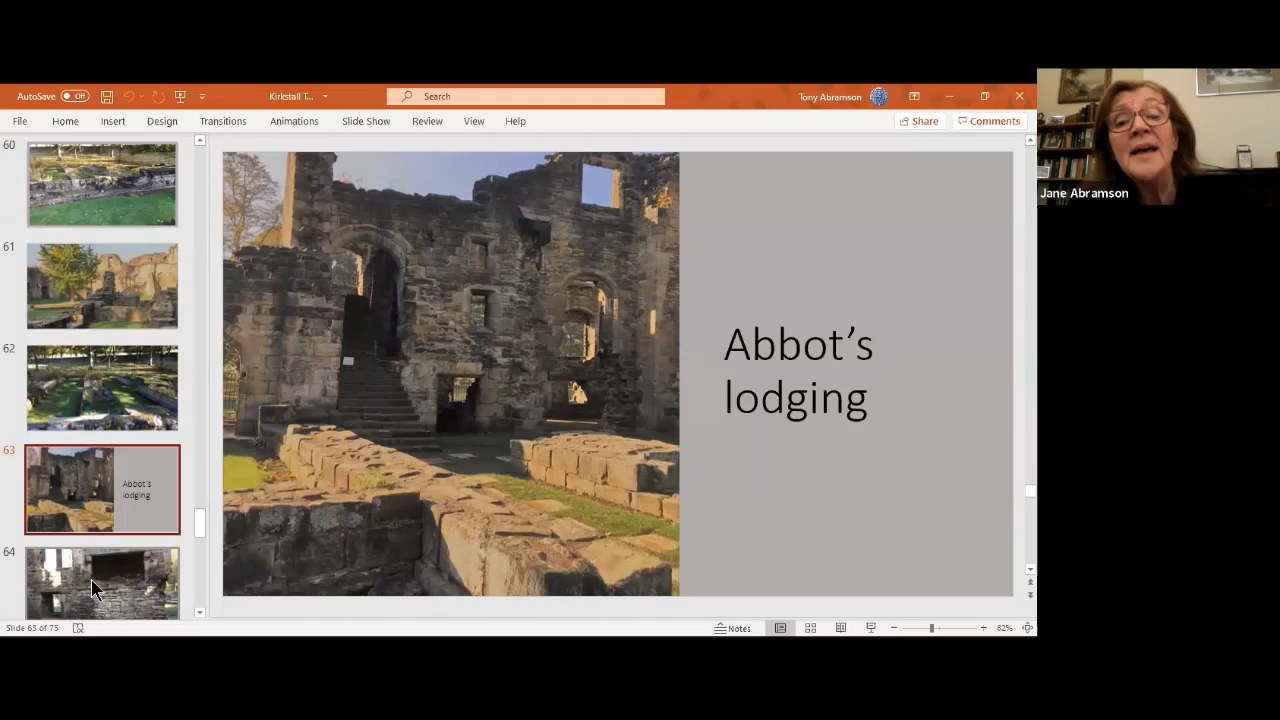 AutoSave Off
Kirkstall T...
Search
Tony Abramson
File Home Insert Design Transitions Animations Slide Show Review View Help
Share Comments
60
61
62
63
Abbot's
lodging
64
Abbot’s
lodging
Jane Abramson
Slide 63 of 75
Notes
82%